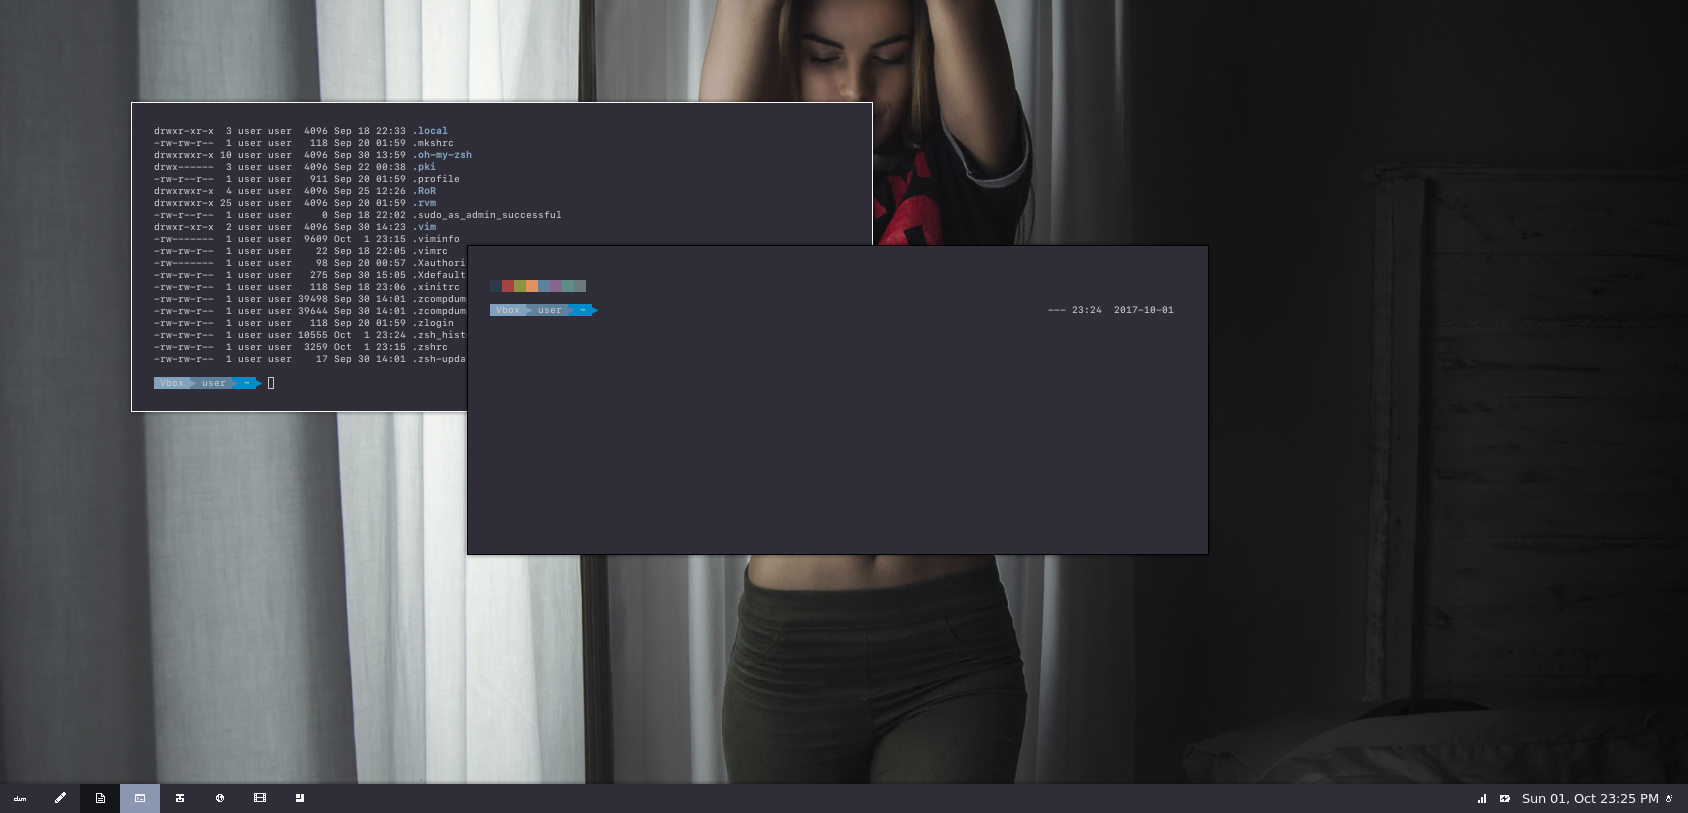 drwxr-xr-x  3 user user  4096 Sep 18 22:33 .local
-rw-rw-r--  1 user user   118 Sep 20 01:59 .mkshrc
drwxrwxr-x 10 user user  4096 Sep 30 13:59 .oh-my-zsh
drwx------  3 user user  4096 Sep 22 00:38 .pki
-rw-r--r--  1 user user   911 Sep 20 01:59 .profile
drwxrwxr-x  4 user user  4096 Sep 25 12:26 .RoR
drwxrwxr-x 25 user user  4096 Sep 20 01:59 .rvm
-rw-r--r--  1 user user     0 Sep 18 22:02 .sudo_as_admin_successful
drwxr-xr-x  2 user user  4096 Sep 30 14:23 .vim
-rw-------  1 user user  9609 Oct  1 23:15 .viminfo
-rw-rw-r--  1 user user    22 Sep 18 22:05 .vimrc
-rw-------  1 user user    98 Sep 20 00:57 .Xauthori
-rw-rw-r--  1 user user   275 Sep 30 15:05 .Xdefault
-rw-rw-r--  1 user user   118 Sep 18 23:06 .xinitrc
-rw-rw-r--  1 user user 39498 Sep 30 14:01 .zcompdum
-rw-rw-r--  1 user user 39644 Sep 30 14:01 .zcompdum
-rw-rw-r--  1 user user   118 Sep 20 01:59 .zlogin
-rw-rw-r--  1 user user 10555 Oct  1 23:24 .zsh_hist
-rw-rw-r--  1 user user  3259 Oct  1 23:15 .zshrc
-rw-rw-r--  1 user user    17 Sep 30 14:01 .zsh-upda
Vbox user ~
Vbox user ~ --- 23:24  2017-10-01
dwm
Sun 01, Oct 23:25 PM